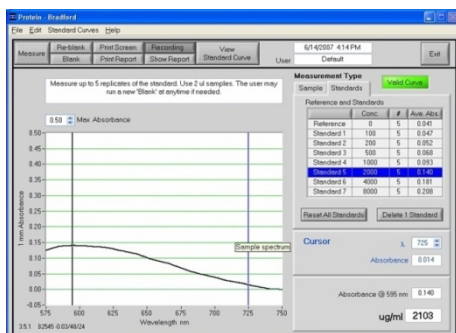 Protein - Bradford
File Edit Standard Curves Help
Measure
Re-blank Print Screen Recording
Blank Print Report Show Report
View
Standard Curve
6/14/2007 4:14 PM
User Default
Exit
Measure up to 5 replicates of the standard. Use 2 ul samples. The user may
run a new 'Blank' at anytime if needed.
0.50 Max Absorbance
1 mm Absorbance
0.50
0.45
0.40
0.35
0.30
0.25
0.20
0.15
0.10
0.05
0.00
-0.05
575 600 625 650 675 700 725 750
Wavelength nm
Sample spectrum
Measurement Type
Valid Curve
Sample Standards
Reference and Standards
Conc. # Ave. Abs.
Reference 0 5 0.041
Standard 1 100 5 0.047
Standard 2 200 5 0.052
Standard 3 500 5 0.068
Standard 4 1000 5 0.093
Standard 5 2000 5 0.140
Standard 6 4000 5 0.181
Standard 7 8000 5 0.208
Reset All Standards Delete 1 Standard
Cursor λ 725
Absorbance 0.014
Absorbance @ 595 nm 0.140
ug/ml 2103